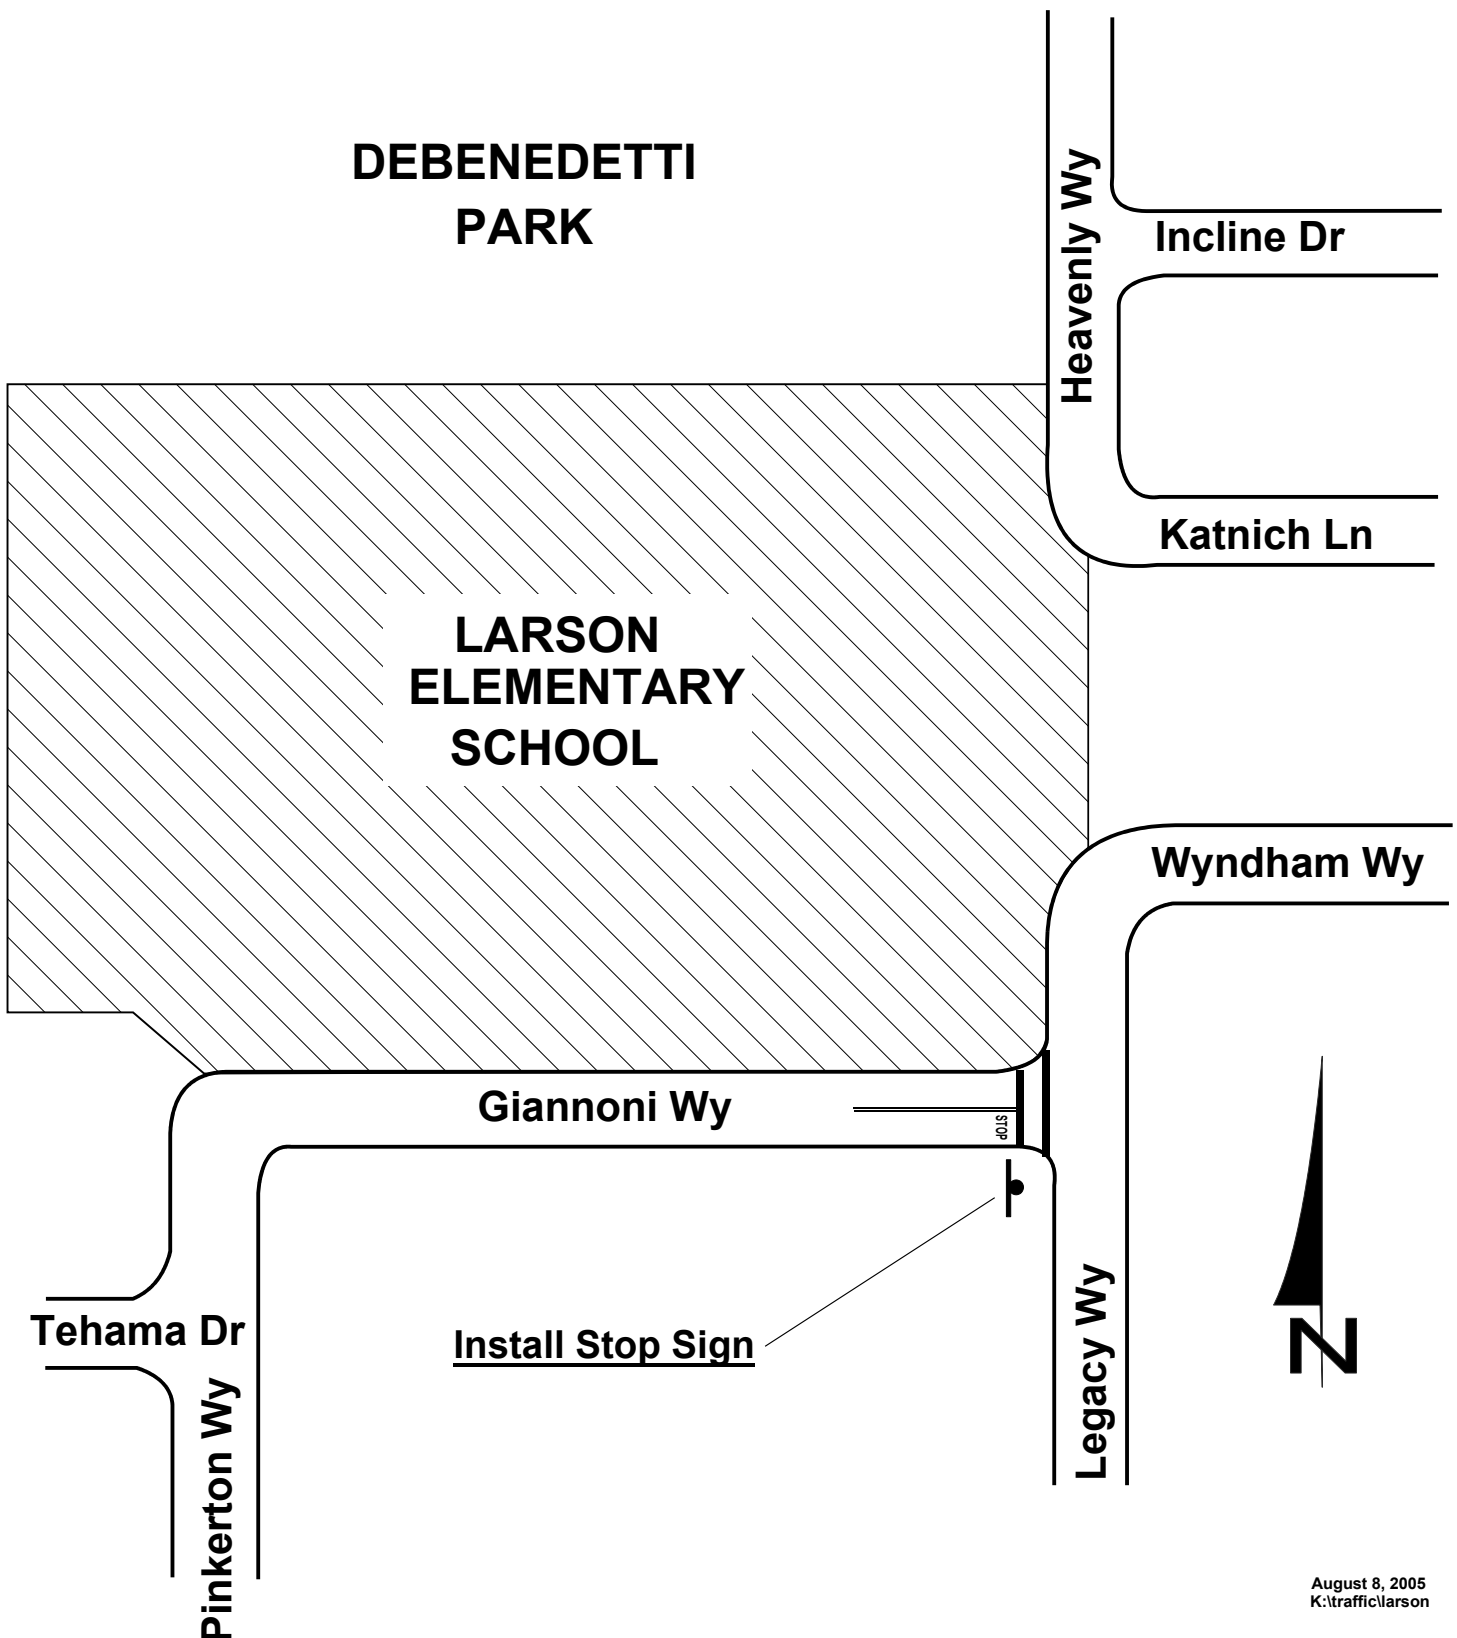 DEBENEDETTI
PARK
Heavenly Wy
Incline Dr
Katnich Ln
LARSON
ELEMENTARY
SCHOOL
Wyndham Wy
Giannoni Wy
STOP
Install Stop Sign
Tehama Dr
Pinkerton Wy
Legacy Wy
N
August 8, 2005
K:\traffic\larson